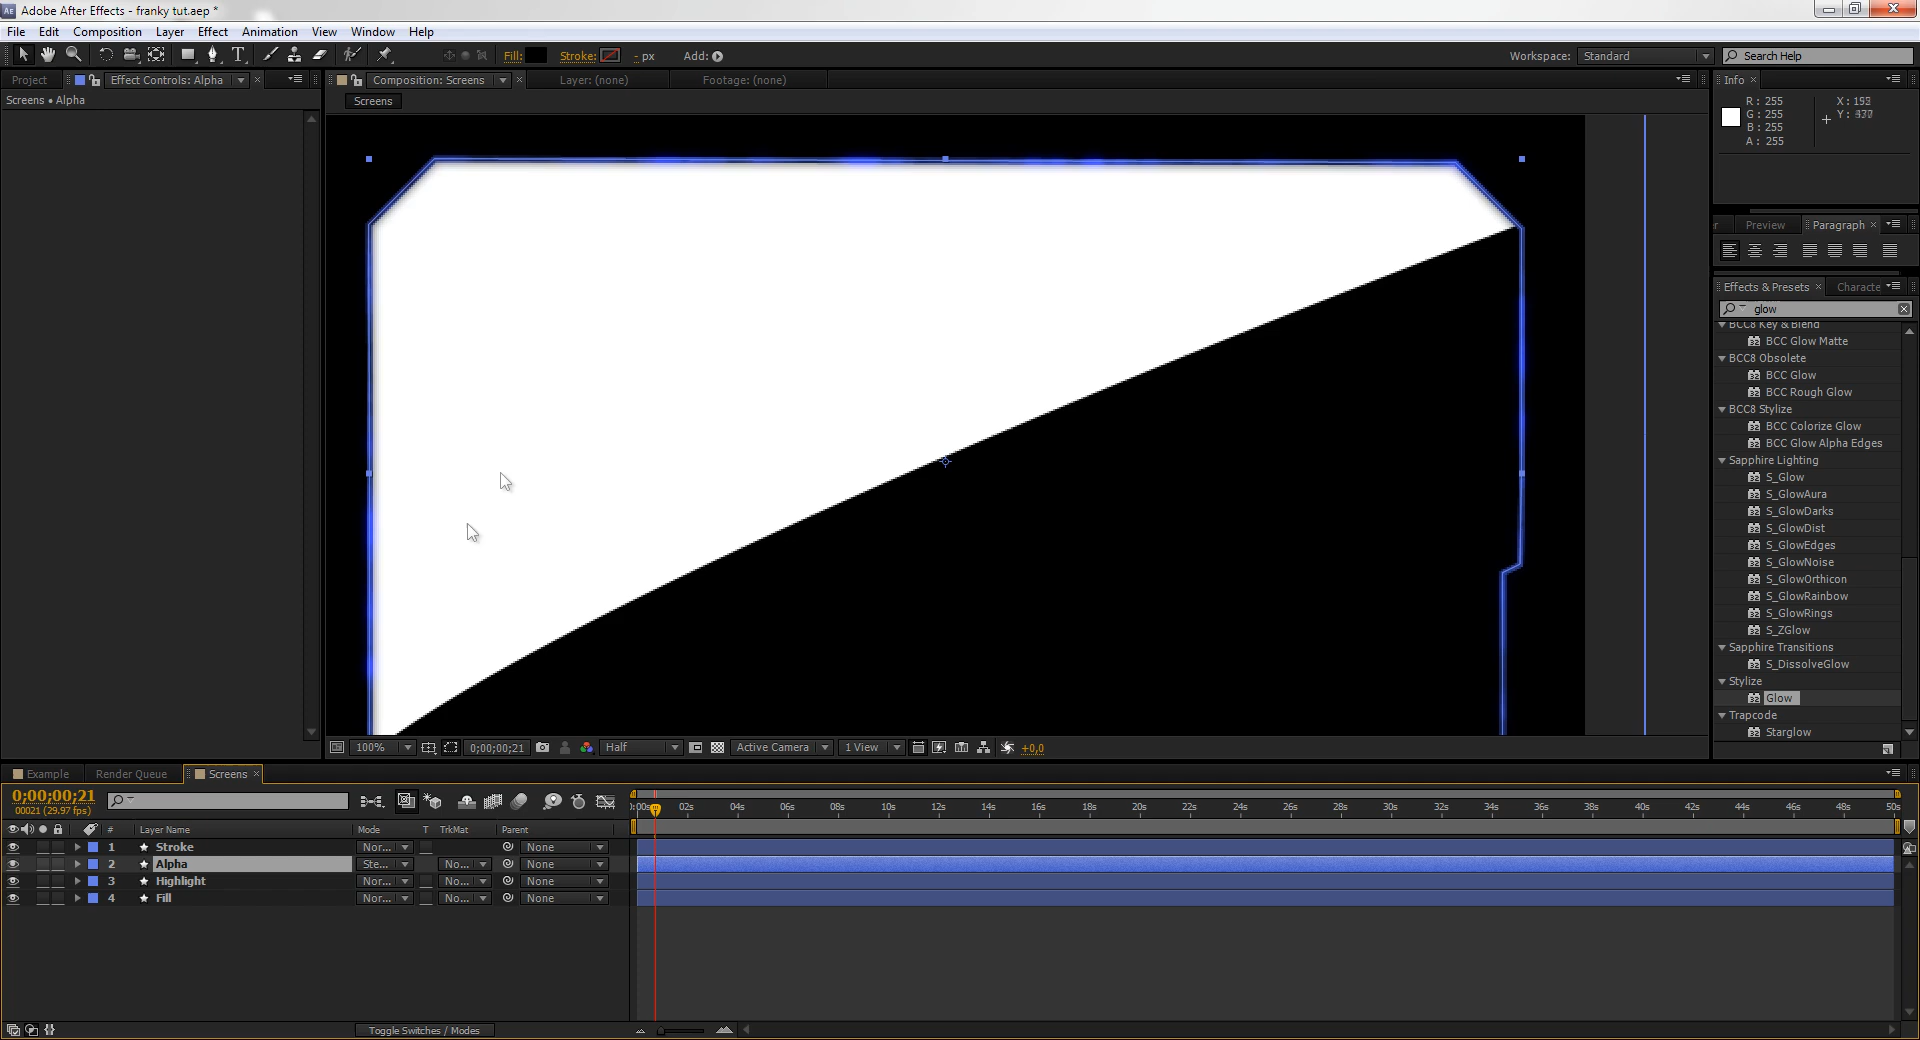 Adobe After Effects - franky tut.aep *
File Edit Composition Layer Effect Animation View Window Help
Fill: Stroke: - px Add: Workspace: Standard Search Help
Project Effect Controls: Alpha Composition: Screens Layer: (none) Footage: (none) Info
Screens • Alpha
Screens
R: 255
G: 255
B: 255
A: 255
X: 193
Y:
Preview Paragraph
Effects & Presets Characte
glow
BCC8 Key & Blend
BCC Glow Matte
BCC8 Obsolete
BCC Glow
BCC Rough Glow
BCC8 Stylize
BCC Colorize Glow
BCC Glow Alpha Edges
Sapphire Lighting
S_Glow
S_GlowAura
S_GlowDarks
S_GlowDist
S_GlowEdges
S_GlowNoise
S_GlowOrthicon
S_GlowRainbow
S_GlowRings
S_ZGlow
Sapphire Transitions
S_DissolveGlow
Stylize
Glow
Trapcode
Starglow
100% 0;00;00;21 Half Active Camera 1 View +0,0
Example Render Queue Screens
0;00;00;21
00021 (29.97 fps)
0:00s 02s 04s 06s 08s 10s 12s 14s 16s 18s 20s 22s 24s 26s 28s 30s 32s 34s 36s 38s 40s 42s 44s 46s 48s 50s
# Layer Name Mode T TrkMat Parent
1 Stroke Nor... None
2 Alpha Ste... No... None
3 Highlight Nor... No... None
4 Fill Nor... No... None
Toggle Switches / Modes